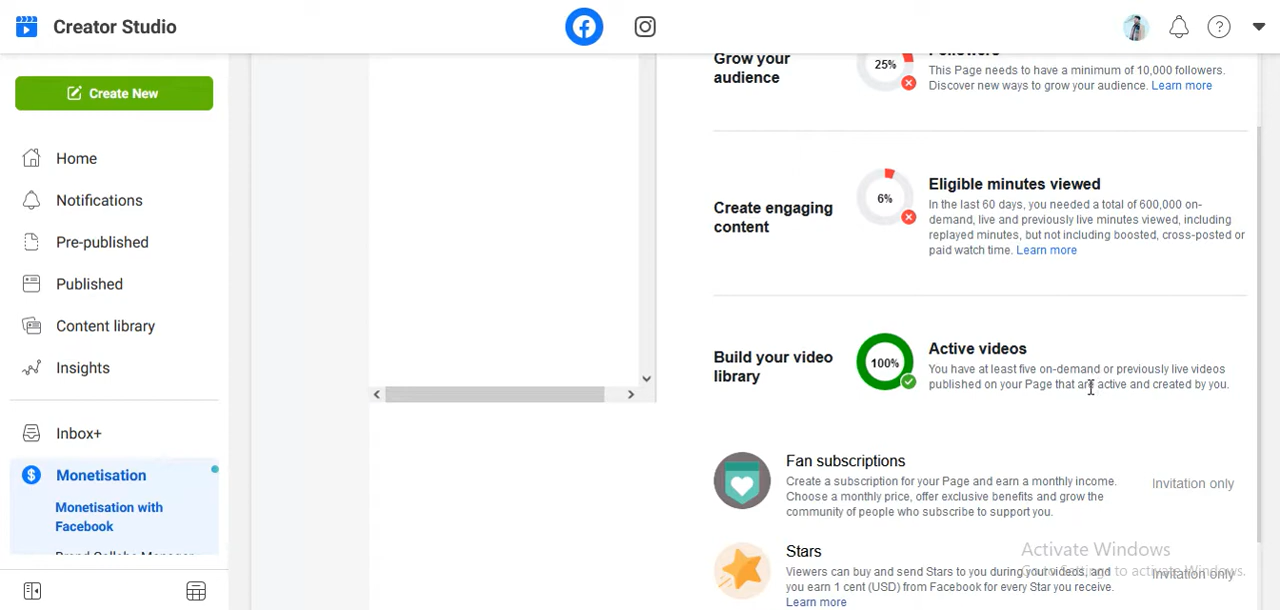 Creator Studio
Create New
Home
Notifications
Pre-published
Published
Content library
Insights
Inbox+
Monetisation
Monetisation with
Facebook
Grow your
audience
25%
Followers
This Page needs to have a minimum of 10,000 followers.
Discover new ways to grow your audience. Learn more
Create engaging
content
6%
Eligible minutes viewed
In the last 60 days, you needed a total of 600,000 on-
demand, live and previously live minutes viewed, including
replayed minutes, but not including boosted, cross-posted or
paid watch time. Learn more
Build your video
library
100%
Active videos
You have at least five on-demand or previously live videos
published on your Page that are active and created by you.
Fan subscriptions
Create a subscription for your Page and earn a monthly income.
Choose a monthly price, offer exclusive benefits and grow the
community of people who subscribe to support you.
Invitation only
Stars
Viewers can buy and send Stars to you during your videos, and
you earn 1 cent (USD) from Facebook for every Star you receive.
Learn more
Invitation only
Activate Windows
Go to Settings to activate Windows.